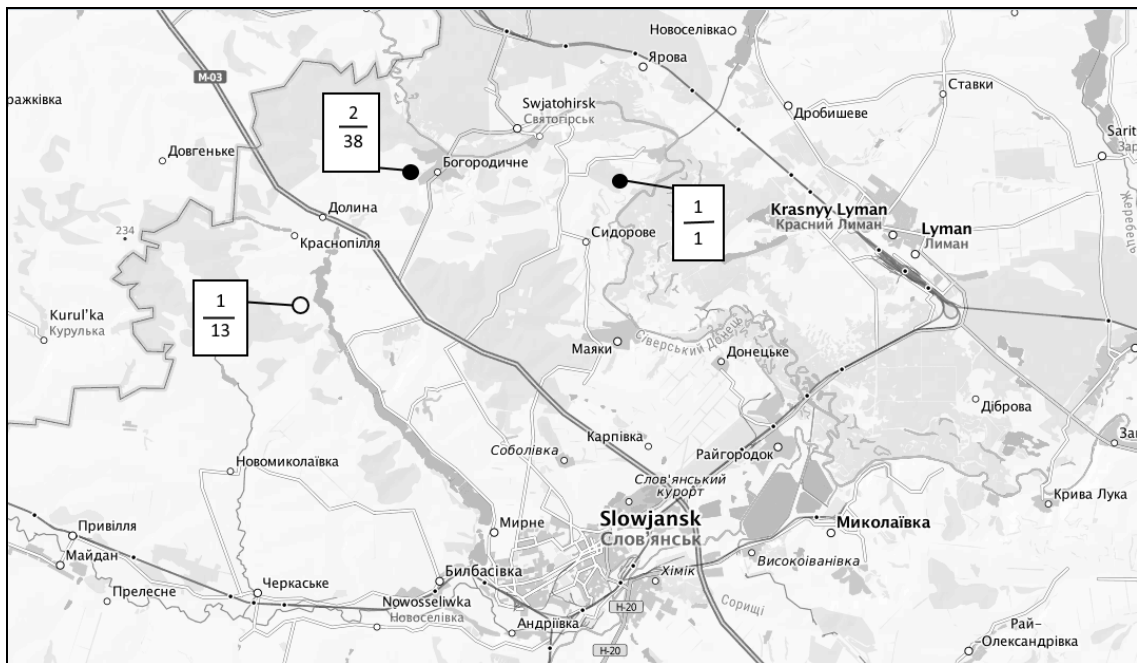 Новоселівка
Ярова
М-03
Ставки
ражківка
2
38
Swjatohirsk
Святогірськ
Дробишеве
Sarit
Зар
Довгеньке
Богородичне
1
1
Жеребець
Долина
Krasnyy Lyman
Красний Лиман
Lyman
Лиман
234
Краснопілля
Сидорове
1
13
Kurul'ka
Курулька
Сіверський Донець
Маяки
Донецьке
Діброва
Карпівка
За
Соболівка
Райгородок
Новомиколаївка
Слов'янський
курорт
Крива Лука
Привілля
Мирне
Slowjansk
Слов'янськ
Миколаївка
Майдан
Високоіванівка
Билбасівка
Хімік
Черкаське
Прелесне
Nowosseliwka
Новоселівка
Н-20
Сорищі
Андріївка
Рай-
Олександрівка
Н-20